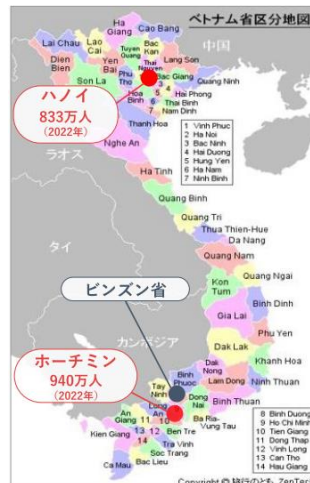 ベトナム省区分地図
Ha Giang
Cao Bang
Lao Cai
Lai Chau
Bac Kan
Tuyen Quang
中国
Lang Son
Dien Bien
Yen Bai
Thai Nguyen
Phu Tho
Son La
Bac Giang
Quang Ninh
ハノイ
833万人
(2022年)
Hoa Binh
Hai Phong
Thai Binh
Nam Dinh
Thanh Hoa
1 Vinh Phuc
2 Ha Noi
3 Bac Ninh
4 Hai Duong
5 Hung Yen
6 Ha Nam
7 Ninh Binh
Nghe An
ラオス
Ha Tinh
Quang Binh
Quang Tri
Thua Thien-Hue
Da Nang
タイ
Quang Nam
Quang Ngai
Kon Tum
ビンズン省
Binh Dinh
Gia Lai
Phu Yen
カンボジア
Dak Lak
ホーチミン
940万人
(2022年)
Khanh Hoa
Dak Nong
Binh Phuoc
Lam Dong
Ninh Thuan
Tay Ninh
Binh Thuan
Dong Nai
Long An
An Giang
Ba Ria-Vung Tau
8 Binh Duong
9 Ho Chi Minh
10 Tien Giang
11 Dong Thap
12 Vinh Long
13 Can Tho
14 Hau Giang
Kien Giang
Ben Tre
Tra Vinh
Soc Trang
Bac Lieu
Ca Mau
Copyright © 旅行のとも、ZenTech